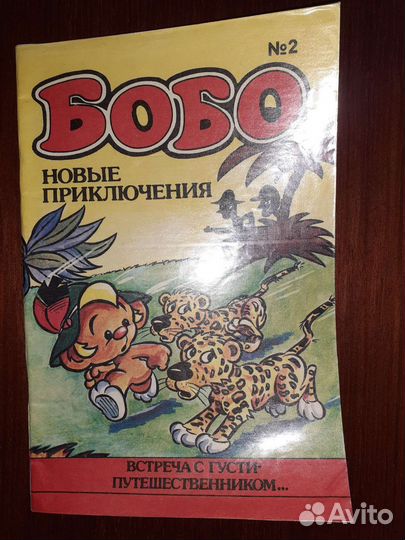 №2
БОБО
НОВЫЕ
ПРИКЛЮЧЕНИЯ
ВСТРЕЧА С ГУСТИ-
ПУТЕШЕСТВЕННИКОМ...
Avito